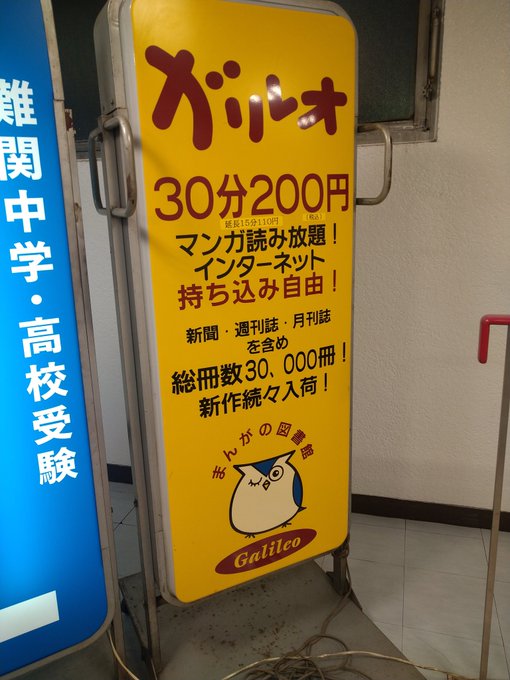 難関中学・高校受験
ガリレオ
30分200円
延長15分110円 (税込)
マンガ読み放題!
インターネット
持ち込み自由!
新聞・週刊誌・月刊誌
を含め
総冊数30、000冊!
新作続々入荷!
まんがの図書館
Galileo